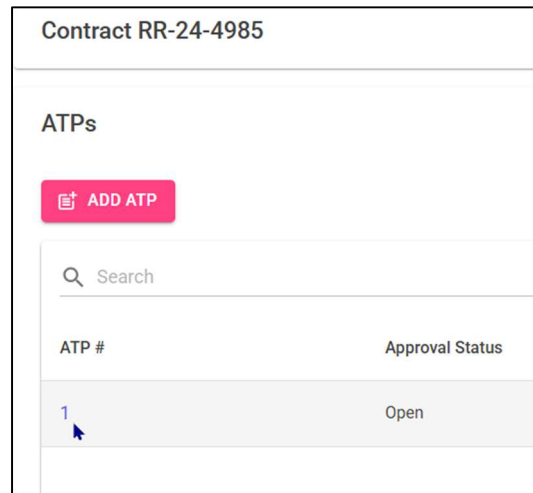 Contract RR-24-4985
ATPs
ADD ATP
Search
ATP # Approval Status
1 Open